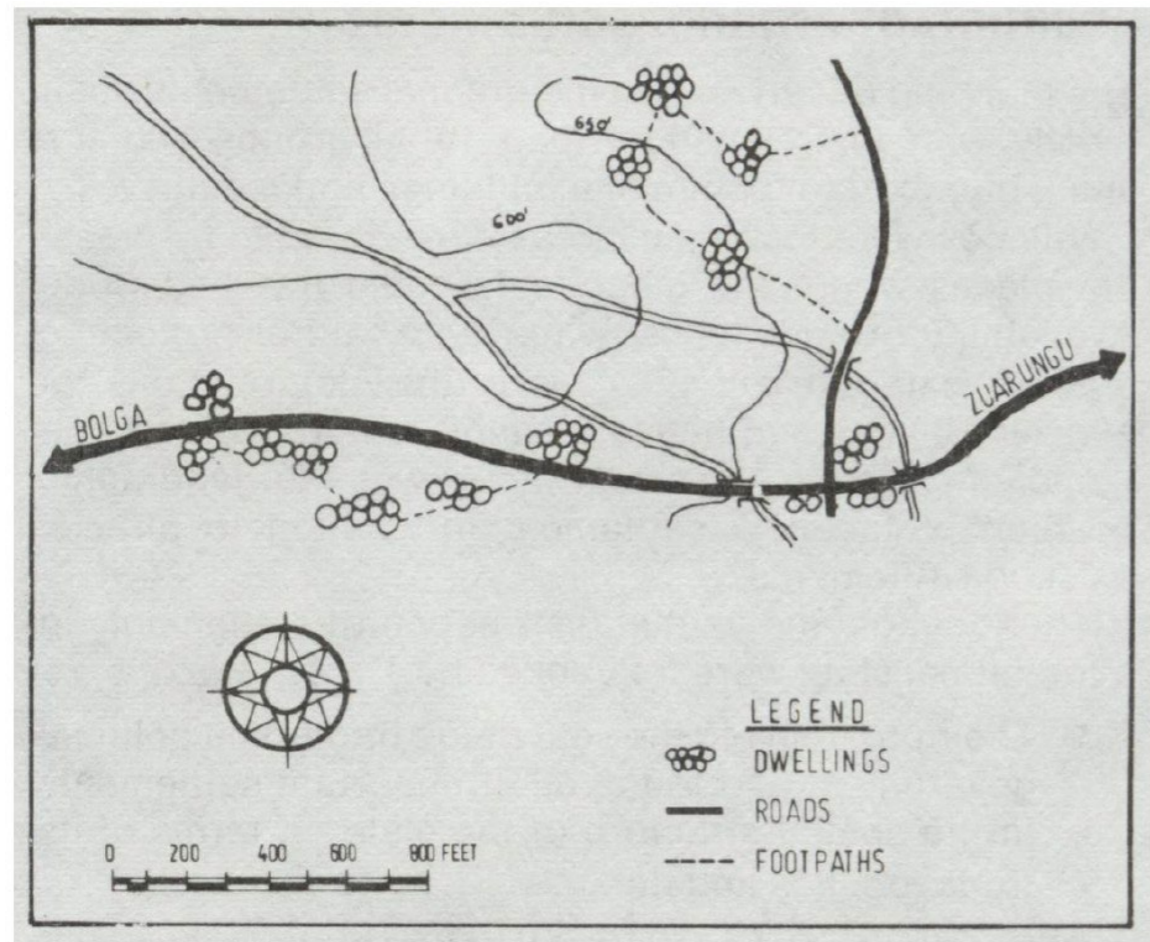 650'
600'
ZUARUNGU
BOLGA
LEGEND
DWELLINGS
ROADS
FOOTPATHS
0 200 400 600 800 FEET